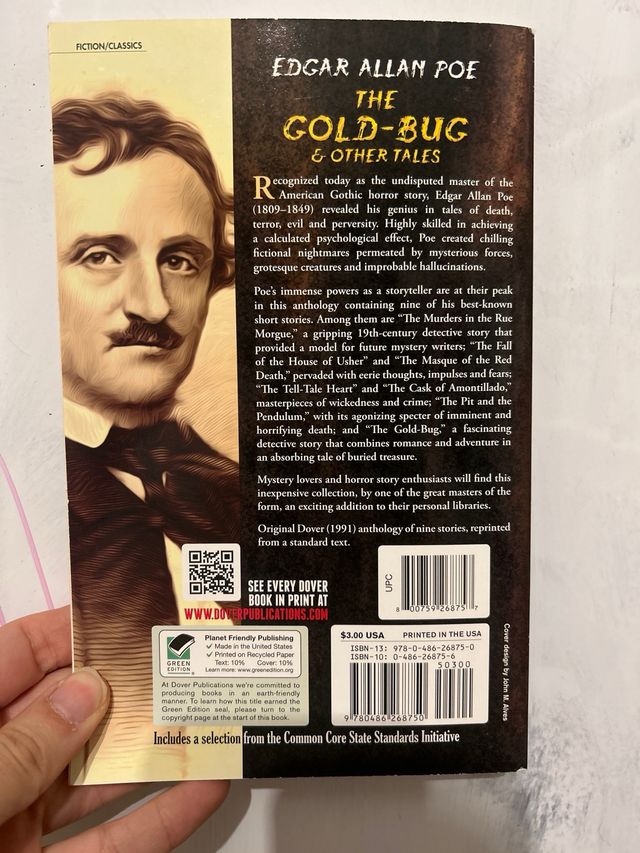 FICTION/CLASSICS
EDGAR ALLAN POE
THE
GOLD-BUG
& OTHER TALES
Recognized today as the undisputed master of the
American Gothic horror story, Edgar Allan Poe
(1809–1849) revealed his genius in tales of death,
terror, evil and perversity. Highly skilled in achieving
a calculated psychological effect, Poe created chilling
fictional nightmares permeated by mysterious forces,
grotesque creatures and improbable hallucinations.
Poe's immense powers as a storyteller are at their peak
in this anthology containing nine of his best-known
short stories. Among them are “The Murders in the Rue
Morgue,” a gripping 19th-century detective story that
provided a model for future mystery writers; “The Fall
of the House of Usher” and “The Masque of the Red
Death,” pervaded with eerie thoughts, impulses and fears;
“The Tell-Tale Heart” and “The Cask of Amontillado,”
masterpieces of wickedness and crime; “The Pit and the
Pendulum,” with its agonizing specter of imminent and
horrifying death; and “The Gold-Bug,” a fascinating
detective story that combines romance and adventure in
an absorbing tale of buried treasure.
Mystery lovers and horror story enthusiasts will find this
inexpensive collection, by one of the great masters of the
form, an exciting addition to their personal libraries.
Original Dover (1991) anthology of nine stories, reprinted
from a standard text.
SEE EVERY DOVER
BOOK IN PRINT AT
WWW.DOVERPUBLICATIONS.COM
UPC
8 00759 26875 7
GREEN
EDITION
Planet Friendly Publishing
✓ Made in the United States
✓ Printed on Recycled Paper
Text: 10% Cover: 10%
Learn more: www.greenedition.org
At Dover Publications we're committed to
producing books in an earth-friendly
manner. To learn how this title earned the
Green Edition seal, please turn to the
copyright page at the start of this book.
$3.00 USA PRINTED IN THE USA
ISBN-13: 978-0-486-26875-0
ISBN-10: 0-486-26875-6
50300
9 780486 268750
Cover design by John M. Alves
Includes a selection from the Common Core State Standards Initiative